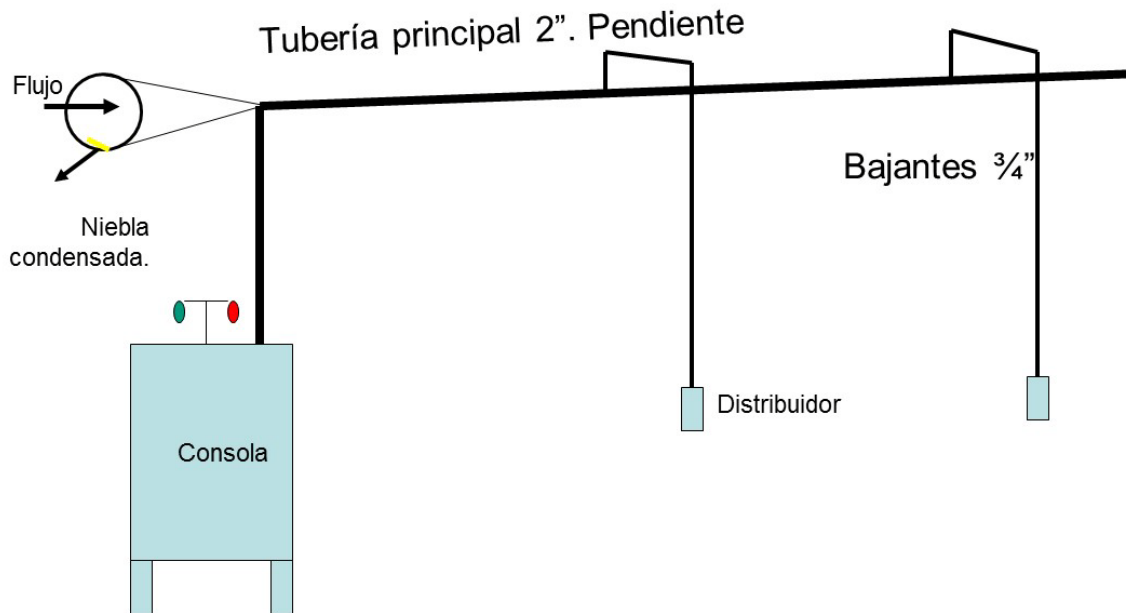 Tubería principal 2”. Pendiente
Flujo
Bajantes ¾”
Niebla
condensada.
Distribuidor
Consola